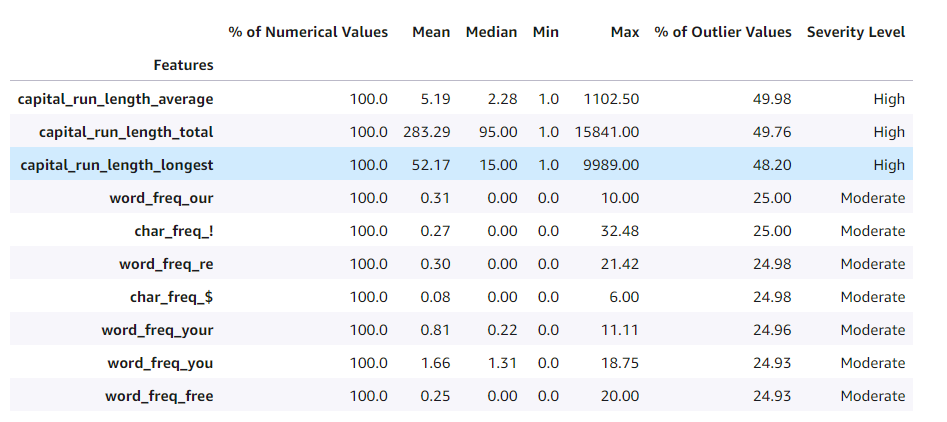 % of Numerical Values Mean Median Min Max % of Outlier Values Severity Level
Features
capital_run_length_average 100.0 5.19 2.28 1.0 1102.50 49.98 High
capital_run_length_total 100.0 283.29 95.00 1.0 15841.00 49.76 High
capital_run_length_longest 100.0 52.17 15.00 1.0 9989.00 48.20 High
word_freq_our 100.0 0.31 0.00 0.0 10.00 25.00 Moderate
char_freq_! 100.0 0.27 0.00 0.0 32.48 25.00 Moderate
word_freq_re 100.0 0.30 0.00 0.0 21.42 24.98 Moderate
char_freq_$ 100.0 0.08 0.00 0.0 6.00 24.98 Moderate
word_freq_your 100.0 0.81 0.22 0.0 11.11 24.96 Moderate
word_freq_you 100.0 1.66 1.31 0.0 18.75 24.93 Moderate
word_freq_free 100.0 0.25 0.00 0.0 20.00 24.93 Moderate